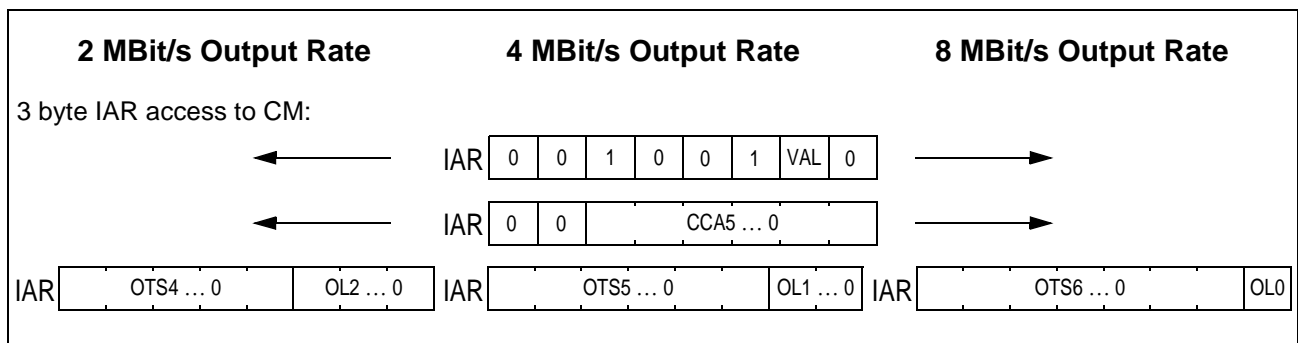 2 MBit/s Output Rate 4 MBit/s Output Rate 8 MBit/s Output Rate
3 byte IAR access to CM:
IAR 0 0 1 0 0 1 VAL 0
IAR 0 0 CCA5 … 0
IAR OTS4 … 0 OL2 … 0 IAR OTS5 … 0 OL1 … 0 IAR OTS6 … 0 OL0